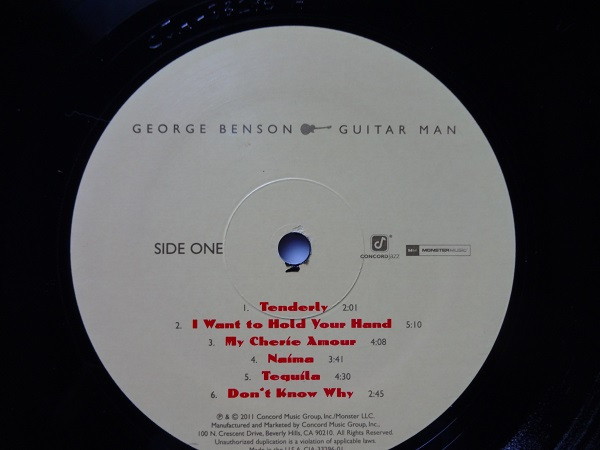 GEORGE BENSON GUITAR MAN
SIDE ONE
CONCORD JAZZ
MONSTER MUSIC
1. Tenderly 2:01
2. I Want to Hold Your Hand 5:10
3. My Cherie Amour 4:08
4. Naima 3:41
5. Tequila 4:30
6. Don't Know Why 2:45
℗ & © 2011 Concord Music Group, Inc./Monster LLC.
Manufactured and Marketed by Concord Music Group, Inc.,
100 N. Crescent Drive, Beverly Hills, CA 90210. All Rights Reserved.
Unauthorized duplication is a violation of applicable laws.
Made in the U.S.A.